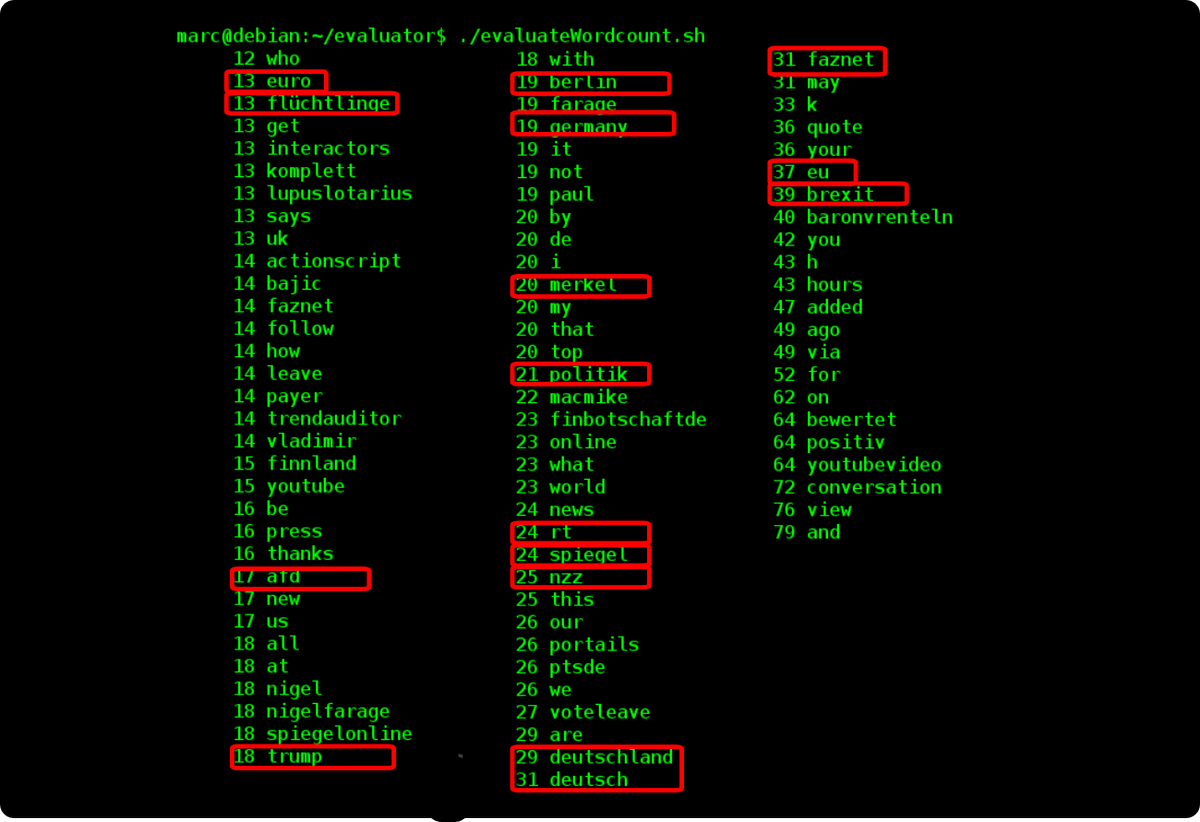 marc@debian:~/evaluator$ ./evaluateWordcount.sh
12 who
13 euro
13 flüchtlinge
13 get
13 interactors
13 komplett
13 lupuslotarius
13 says
13 uk
14 actionscript
14 bajic
14 faznet
14 follow
14 how
14 leave
14 payer
14 trendauditor
14 vladimir
15 finnland
15 youtube
16 be
16 press
16 thanks
17 afd
17 new
17 us
18 all
18 at
18 nigel
18 nigelfarage
18 spiegelonline
18 trump
18 with
19 berlin
19 farage
19 germany
19 it
19 not
19 paul
20 by
20 de
20 i
20 merkel
20 my
20 that
20 top
21 politik
22 macmike
23 finbotschaftde
23 online
23 what
23 world
24 news
24 rt
24 spiegel
25 nzz
25 this
26 our
26 portails
26 ptsde
26 we
27 voteleave
29 are
29 deutschland
31 deutsch
31 faznet
31 may
33 k
36 quote
36 your
37 eu
39 brexit
40 baronvrenteln
42 you
43 h
43 hours
47 added
49 ago
49 via
52 for
62 on
64 bewertet
64 positiv
64 youtubevideo
72 conversation
76 view
79 and